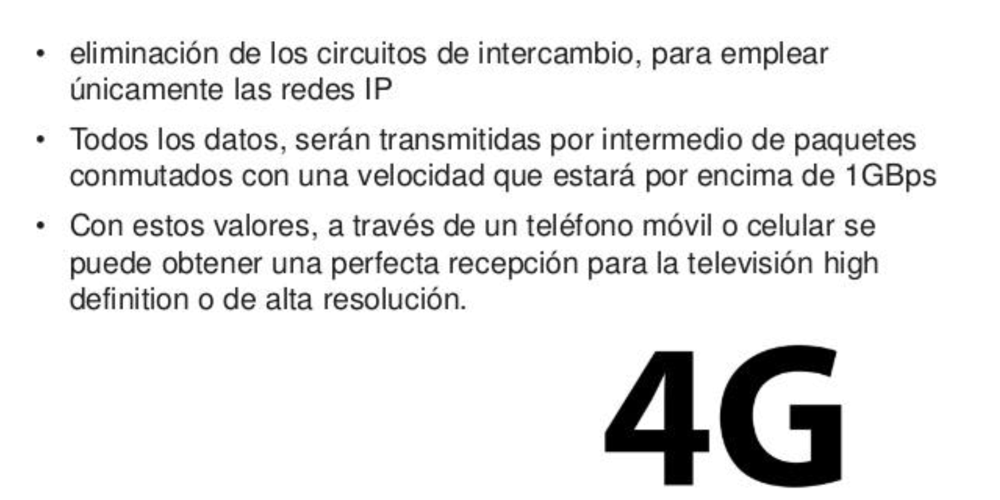 • eliminación de los circuitos de intercambio, para emplear
únicamente las redes IP
• Todos los datos, serán transmitidas por intermedio de paquetes
conmutados con una velocidad que estará por encima de 1GBps
• Con estos valores, a través de un teléfono móvil o celular se
puede obtener una perfecta recepción para la televisión high
definition o de alta resolución.
4G